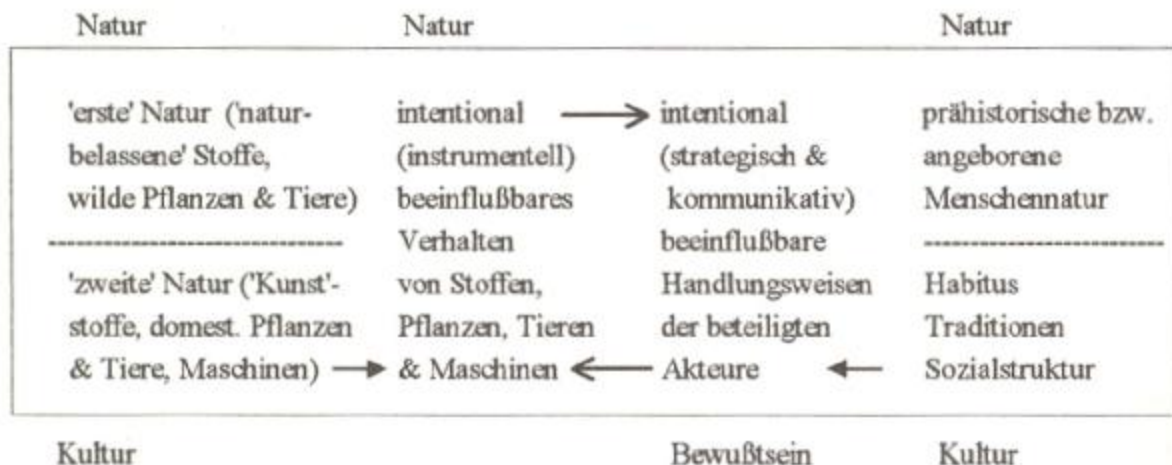 Natur Natur Natur
'erste' Natur ('natur- intentional intentional prähistorische bzw.
belassene' Stoffe, (instrumentell) (strategisch & angeborene
wilde Pflanzen & Tiere) beeinflußbares kommunikativ) Menschennatur
Verhalten beeinflußbare
'zweite' Natur ('Kunst'- von Stoffen, Handlungsweisen Habitus
stoffe, domest. Pflanzen Pflanzen, Tieren der beteiligten Traditionen
& Tiere, Maschinen) & Maschinen Akteure Sozialstruktur
Kultur Bewußtsein Kultur